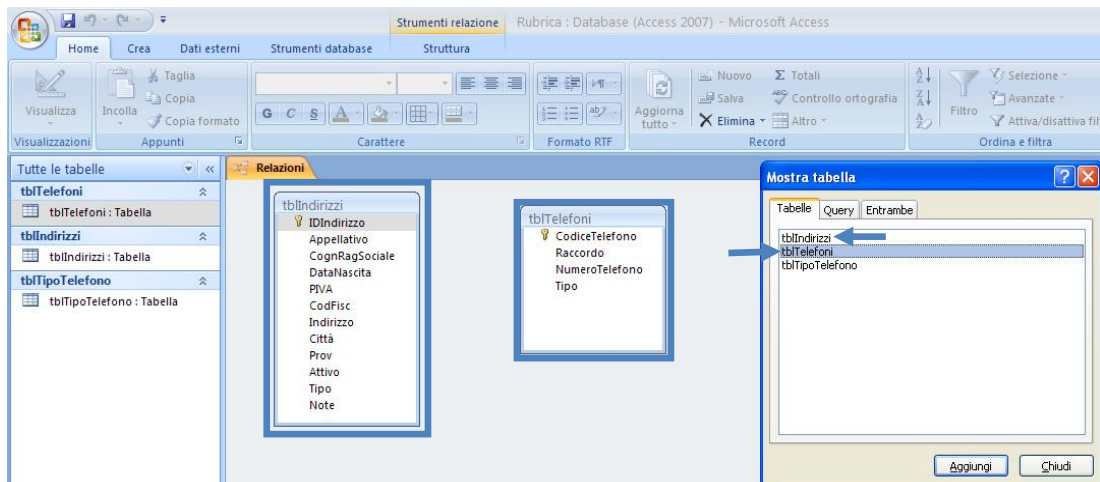 Strumenti relazione Rubrica : Database (Access 2007) - Microsoft Access
Home Crea Dati esterni Strumenti database Struttura
Visualizza
Visualizzazioni
Incolla
Taglia
Copia
Copia formato
Appunti
G C S A
Carattere
Formato RTF
Aggiorna
tutto
Nuovo
Salva
Elimina
Σ Totali
Controllo ortografia
Altro
Record
Filtro
Selezione
Avanzate
Attiva/disattiva fil
Ordina e filtra
Tutte le tabelle
tblTelefoni
tblTelefoni : Tabella
tblIndirizzi
tblIndirizzi : Tabella
tblTipoTelefono
tblTipoTelefono : Tabella
Relazioni
tblIndirizzi
IDIndirizzo
Appellativo
CognRagSociale
DataNascita
PIVA
CodFisc
Indirizzo
Città
Prov
Attivo
Tipo
Note
tblTelefoni
CodiceTelefono
Raccordo
NumeroTelefono
Tipo
Mostra tabella
Tabelle Query Entrambe
tblIndirizzi
tblTelefoni
tblTipoTelefono
Aggiungi Chiudi